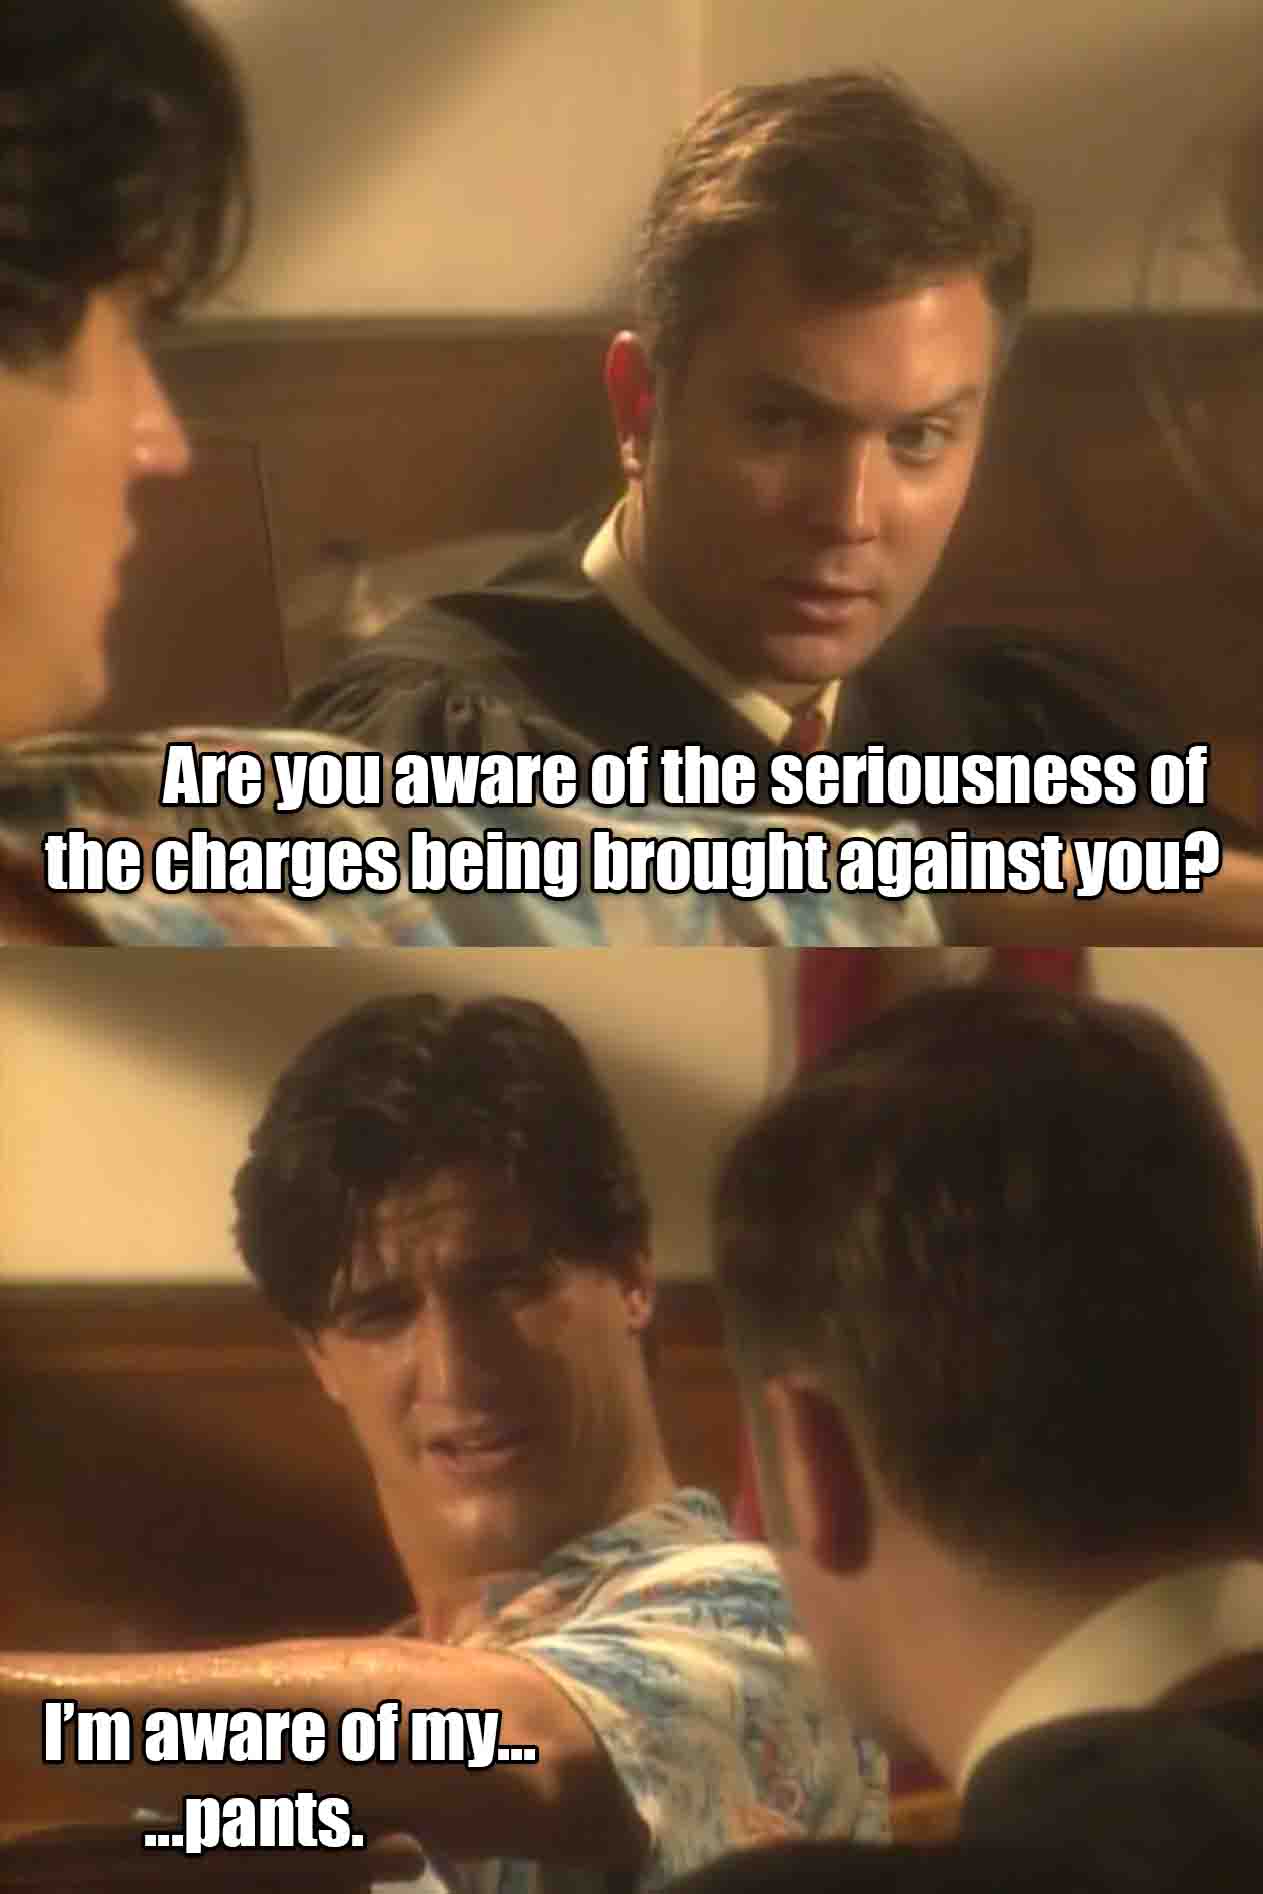 Are you aware of the seriousness of
the charges being brought against you?
I'm aware of my...
...pants.